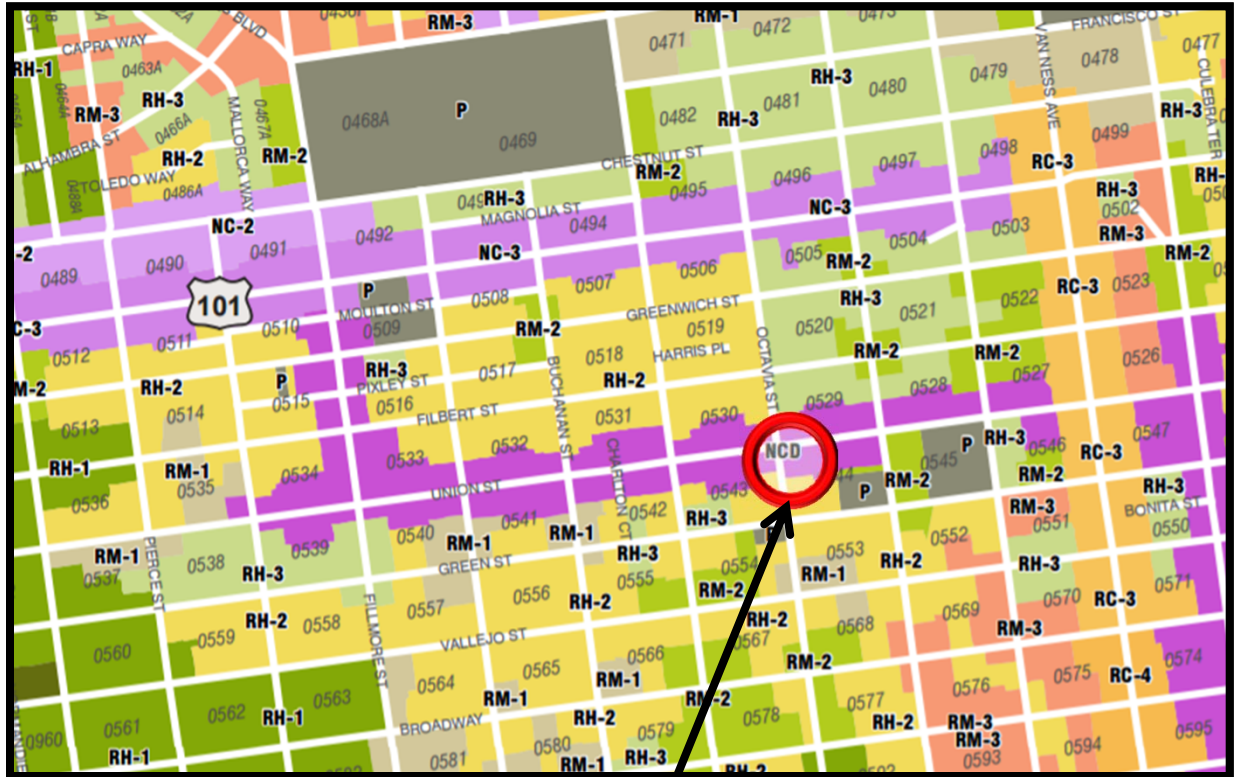 RM-3
RM-1
0472
0473
FRANCISCO ST
CAPRA WAY
0471
VAN NESS AVE
0478
0477
RH-1
0463A
RH-3
0479
CULEBRA TER
0464A
RH-3
0480
P
0481
RM-3
0466A
MALLORCA WAY
0467A
0468A
0469
0482
RH-3
RH-3
0499
ALHAMBRA ST
RH-2
RM-2
CHESTNUT ST
0498
RC-3
TOLEDO WAY
RM-2
0496
0497
0486A
RH-3
0495
RH-3
0488A
MAGNOLIA ST
NC-3
0502
NC-2
0492
0494
0503
RM-3
-2
0491
NC-3
0505
0504
RM-2
0489
0490
0506
RM-2
P
0507
RC-3
0523
101
MOULTON ST
0508
GREENWICH ST
RH-3
0522
C-3
0510
0509
RM-2
0519
0521
0512
0511
0520
0518
HARRIS PL
OCTAVIA ST
RM-2
RM-2
0526
M-2
RH-2
P
RH-3
PIXLEY ST
0517
RH-2
0527
0514
0515
0516
BUCHANAN ST
0528
0513
FILBERT ST
0531
0530
0529
RH-1
RM-1
0534
0533
0532
CHARLTON CT
NCD
P
RH-3
0546
0547
0536
0535
UNION ST
0543
44
P
RM-2
0545
RM-2
RC-3
0542
RH-3
RM-3
RH-3
0540
0541
RM-1
0551
BONITA ST
RM-1
0538
0539
RM-1
0550
0537
RH-3
GREEN ST
RH-3
0554
0553
0552
PIERCE ST
0555
RM-2
RM-1
RH-2
RH-3
0571
RH-2
0558
0557
0556
RH-2
RH-2
0570
RC-3
0559
FILLMORE ST
VALLEJO ST
0567
0568
0569
RM-3
0560
0566
RM-2
0574
0564
0565
RM-1
0575
RC-4
0563
RM-1
RM-2
0577
0576
0561
0562
RH-1
BROADWAY
RH-2
0579
0578
RH-2
RM-3
0595
0960
RH-1
0580
RM-3
0594
0581
RM-1
RH-3
RH-2
0593